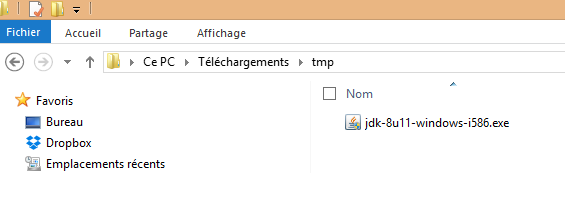 Fichier Accueil Partage Affichage
Ce PC Téléchargements tmp
Favoris
Bureau
Dropbox
Emplacements récents
Nom
jdk-8u11-windows-i586.exe